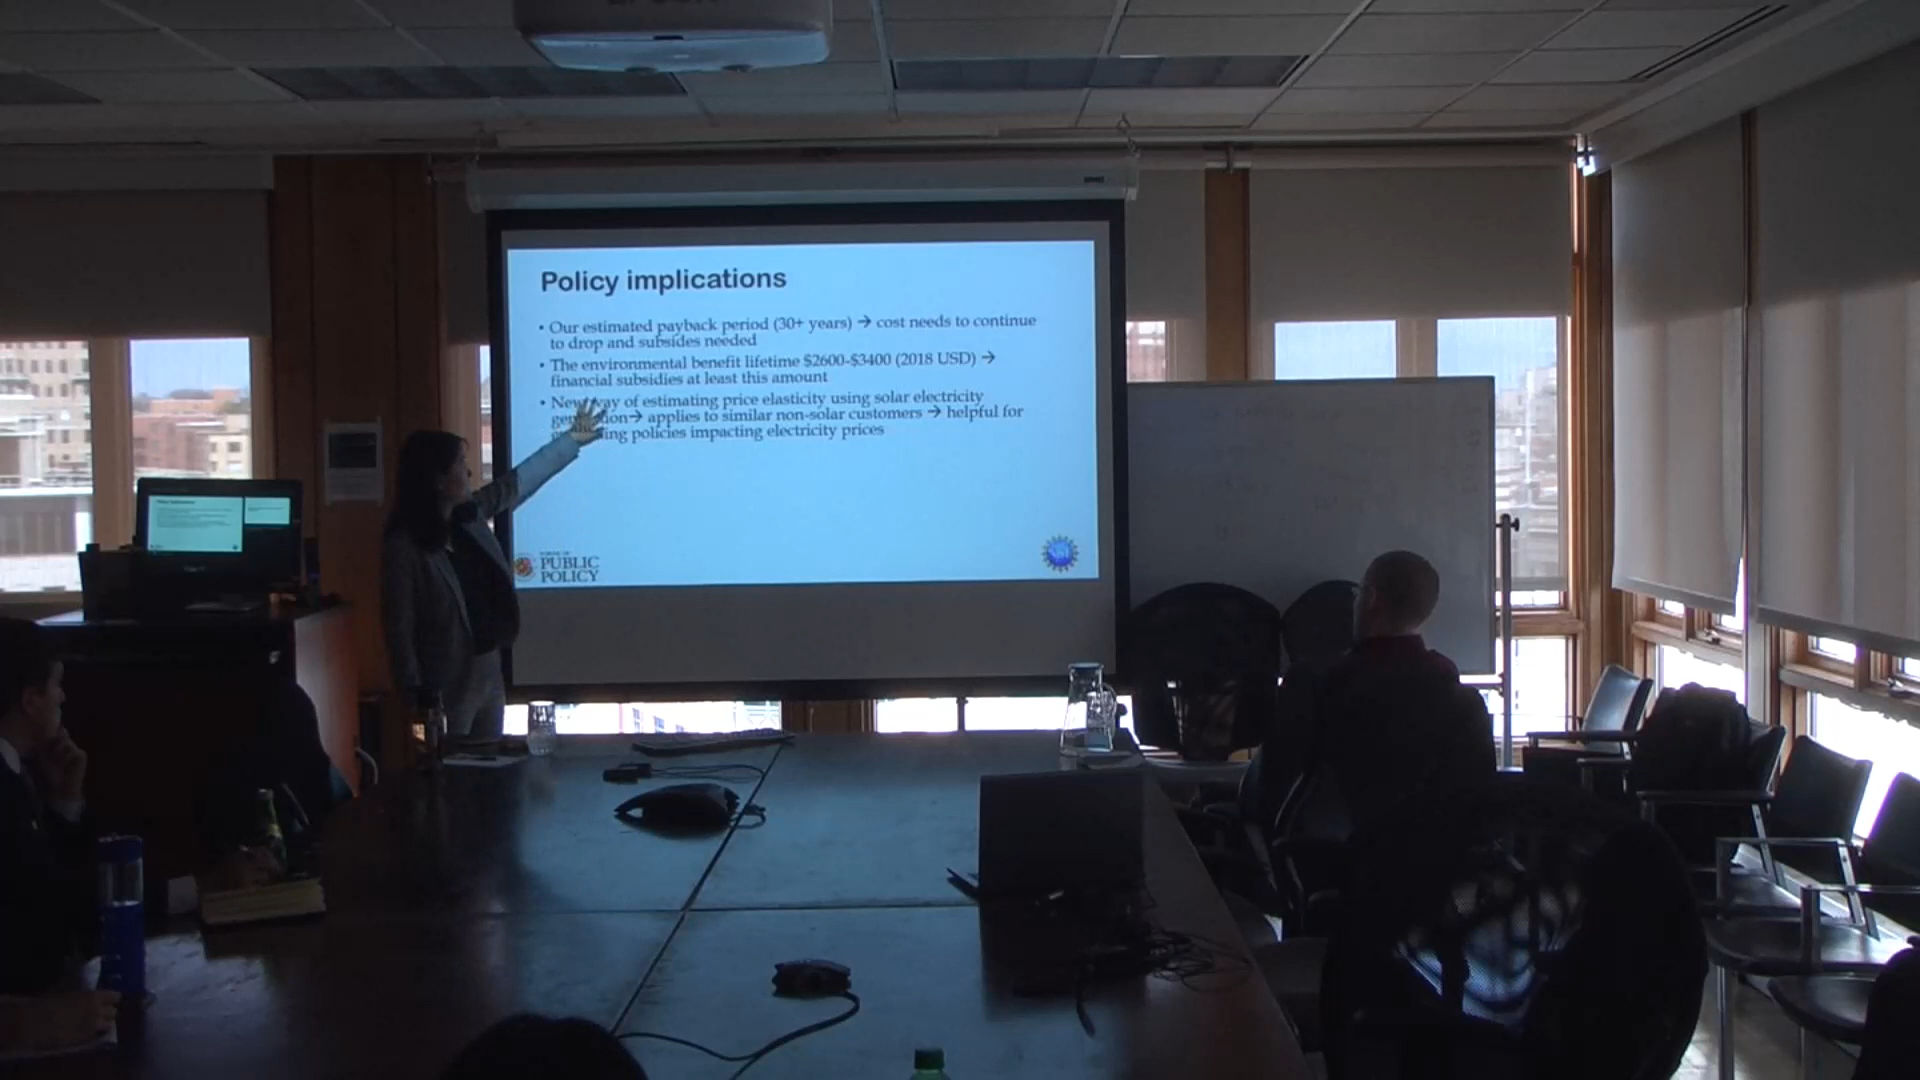 Policy implications
• Our estimated payback period (30+ years) → cost needs to continue
to drop and subsides needed
• The environmental benefit lifetime $2600-$3400 (2018 USD) →
financial subsidies at least this amount
• New way of estimating price elasticity using solar electricity
→ applies to similar non-solar customers → helpful for
policies impacting electricity prices
PUBLIC
POLICY